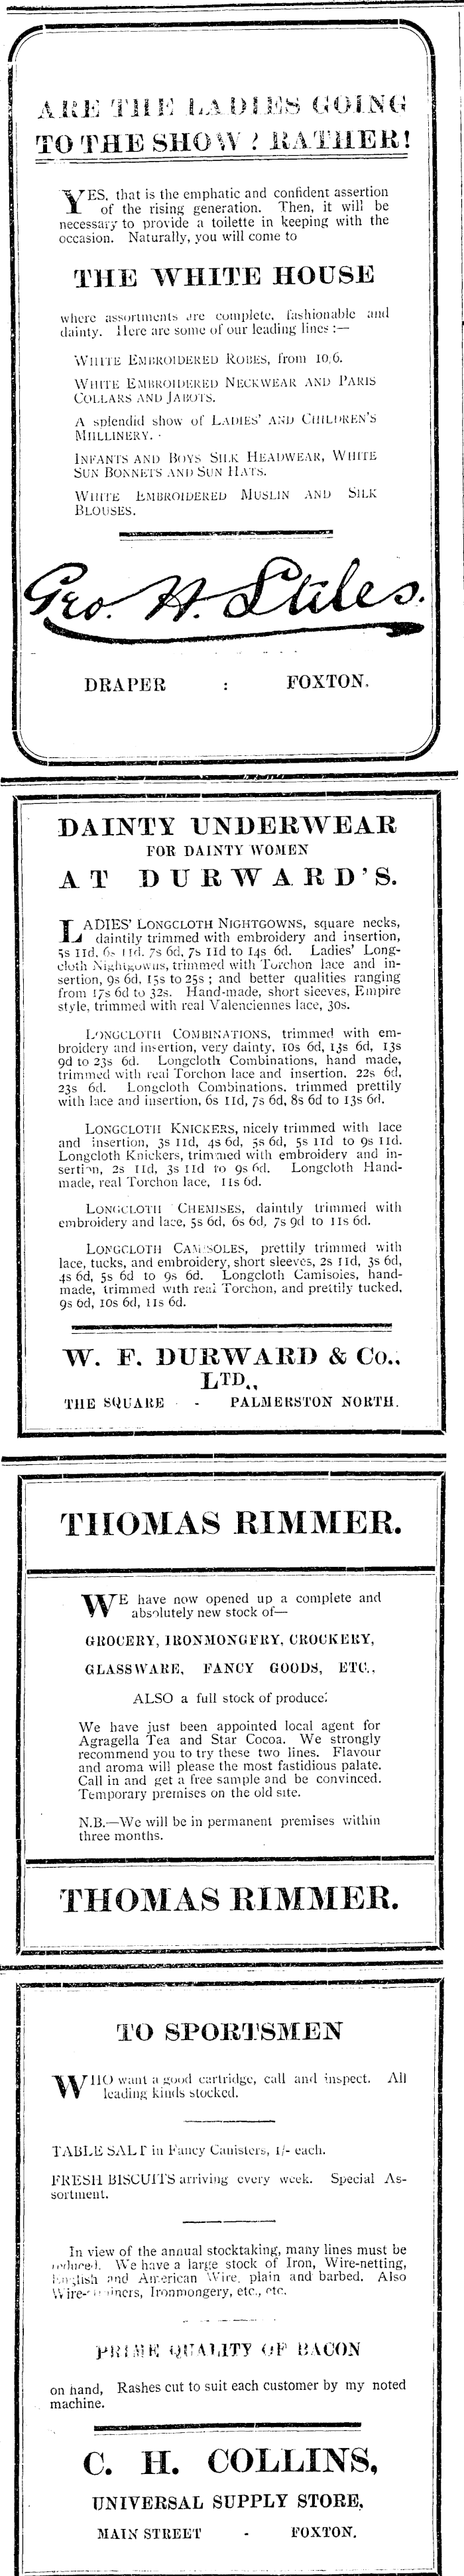 ARE THE LADIES GOING
TO THE SHOW? RATHER!
YES, that is the emphatic and confident assertion
of the rising generation. Then, it will be
necessary to provide a toilette in keeping with the
occasion. Naturally, you will come to
THE WHITE HOUSE
where assortments are complete, fashionable and
dainty. Here are some of our leading lines :—
WHITE EMBROIDERED ROBES, from 10/6.
WHITE EMBROIDERED NECKWEAR AND PARIS
COLLARS AND JABOTS.
A splendid show of LADIES' AND CHILDREN'S
MILLINERY.
INFANTS AND BOYS SILK HEADWEAR, WHITE
SUN BONNETS AND SUN HATS.
WHITE EMBROIDERED MUSLIN AND SILK
BLOUSES.
Geo. H. Stiles.
DRAPER : FOXTON.
DAINTY UNDERWEAR
FOR DAINTY WOMEN
AT DURWARD'S.
LADIES' LONGCLOTH NIGHTGOWNS, square necks,
daintily trimmed with embroidery and insertion,
5s 11d, 6s 11d, 7s 6d, 7s 11d to 14s 6d. Ladies' Long-
cloth Nightgowns, trimmed with Torchon lace and in-
sertion, 9s 6d, 15s to 25s ; and better qualities ranging
from 17s 6d to 32s. Hand-made, short sleeves, Empire
style, trimmed with real Valenciennes lace, 30s.
LONGCLOTH COMBINATIONS, trimmed with em-
broidery and insertion, very dainty, 10s 6d, 13s 6d, 13s
9d to 23s 6d. Longcloth Combinations, hand made,
trimmed with real Torchon lace and insertion, 22s 6d,
23s 6d. Longcloth Combinations, trimmed prettily
with lace and insertion, 6s 11d, 7s 6d, 8s 6d to 13s 6d.
LONGCLOTH KNICKERS, nicely trimmed with lace
and insertion, 3s 11d, 4s 6d, 5s 6d, 5s 11d to 9s 11d.
Longcloth Knickers, trimmed with embroidery and in-
sertion, 2s 11d, 3s 11d to 9s 6d. Longcloth Hand-
made, real Torchon lace, 11s 6d.
LONGCLOTH CHEMISES, daintily trimmed with
embroidery and lace, 5s 6d, 6s 6d, 7s 9d to 11s 6d.
LONGCLOTH CAMISOLES, prettily trimmed with
lace, tucks, and embroidery, short sleeves, 2s 11d, 3s 6d,
4s 6d, 5s 6d to 9s 6d. Longcloth Camisoles, hand-
made, trimmed with real Torchon, and prettily tucked,
9s 6d, 10s 6d, 11s 6d.
W. F. DURWARD & Co.,
LTD.,
THE SQUARE - PALMERSTON NORTH.
THOMAS RIMMER.
WE have now opened up a complete and
absolutely new stock of—
GROCERY, IRONMONGERY, CROCKERY,
GLASSWARE, FANCY GOODS, ETC.,
ALSO a full stock of produce.
We have just been appointed local agent for
Agragella Tea and Star Cocoa. We strongly
recommend you to try these two lines. Flavour
and aroma will please the most fastidious palate.
Call in and get a free sample and be convinced.
Temporary premises on the old site.
N.B.—We will be in permanent premises within
three months.
THOMAS RIMMER.
TO SPORTSMEN
WHO want a good cartridge, call and inspect. All
leading kinds stocked.
TABLE SALT in Fancy Canisters, 1/- each.
FRESH BISCUITS arriving every week. Special As-
sortment.
In view of the annual stocktaking, many lines must be
reduced. We have a large stock of Iron, Wire-netting,
English and American Wire, plain and barbed. Also
Wire-strainers, Ironmongery, etc., etc.
PRIME QUALITY OF BACON
on hand, Rashes cut to suit each customer by my noted
machine.
C. H. COLLINS,
UNIVERSAL SUPPLY STORE,
MAIN STREET - FOXTON.